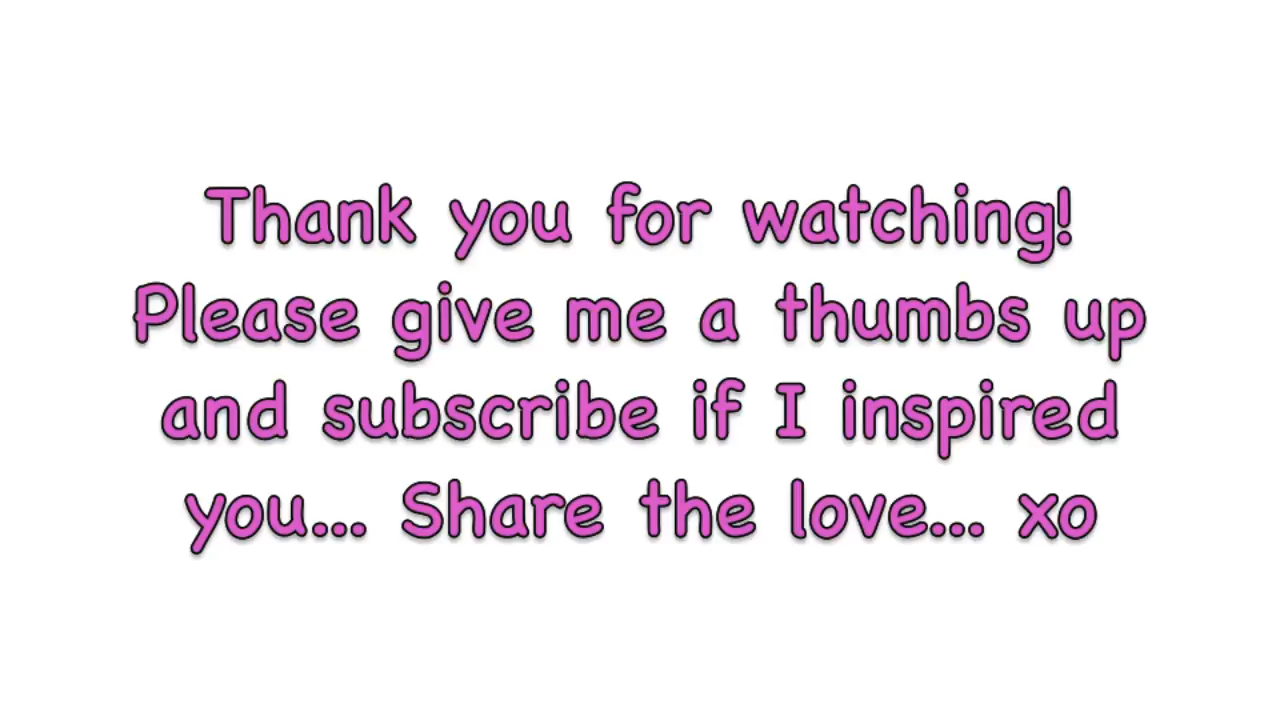 Thank you for watching!
Please give me a thumbs up
and subscribe if I inspired
you... Share the love... xo